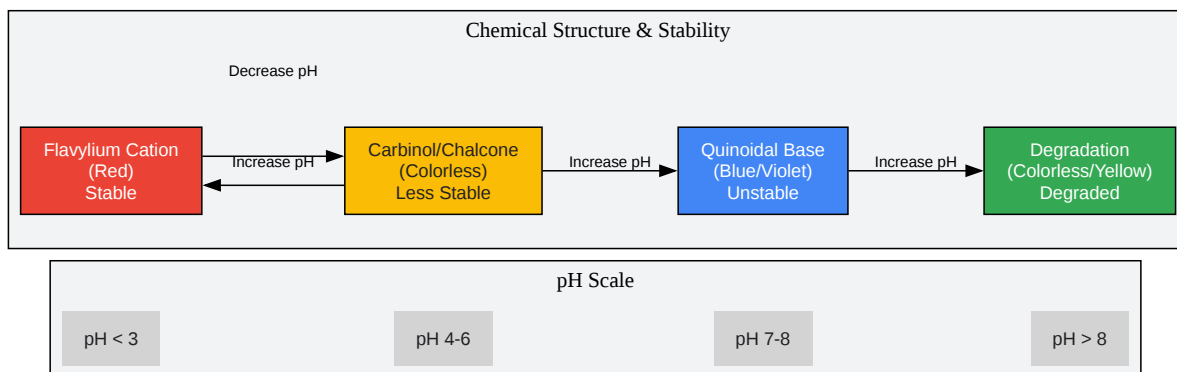 Chemical Structure & Stability
Decrease pH
Flavylium Cation
(Red)
Stable
Increase pH
Carbinol/Chalcone
(Colorless)
Less Stable
Increase pH
Quinoidal Base
(Blue/Violet)
Unstable
Increase pH
Degradation
(Colorless/Yellow)
Degraded
pH Scale
pH < 3
pH 4-6
pH 7-8
pH > 8